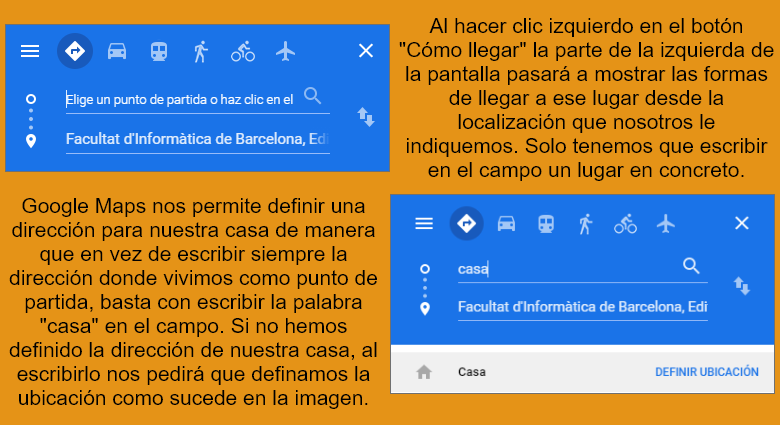 Elige un punto de partida o haz clic en el
Facultat d'Informàtica de Barcelona, Edi
Al hacer clic izquierdo en el botón
"Cómo llegar" la parte de la izquierda de
la pantalla pasará a mostrar las formas
de llegar a ese lugar desde la
localización que nosotros le
indiquemos. Solo tenemos que escribir
en el campo un lugar en concreto.
Google Maps nos permite definir una
dirección para nuestra casa de manera
que en vez de escribir siempre la
dirección donde vivimos como punto de
partida, basta con escribir la palabra
"casa" en el campo. Si no hemos
definido la dirección de nuestra casa, al
escribirlo nos pedirá que definamos la
ubicación como sucede en la imagen.
casa
Facultat d'Informàtica de Barcelona, Edi
Casa DEFINIR UBICACIÓN